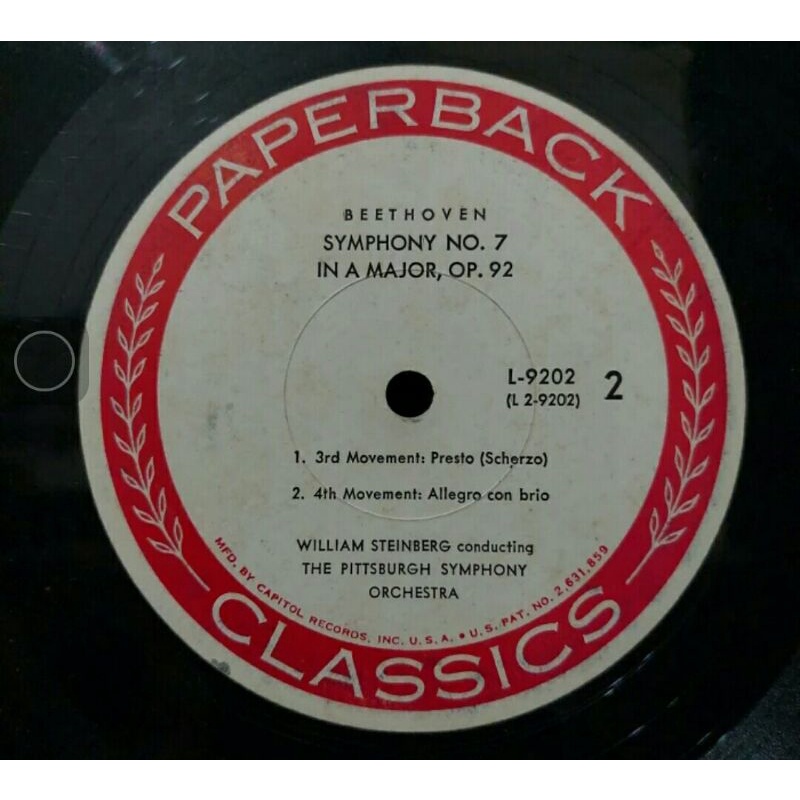 PAPERBACK
BEETHOVEN
SYMPHONY NO. 7
IN A MAJOR, OP. 92
L-9202
(L 2-9202)
2
1. 3rd Movement: Presto (Scherzo)
2. 4th Movement: Allegro con brio
WILLIAM STEINBERG conducting
THE PITTSBURGH SYMPHONY
ORCHESTRA
MFD. BY CAPITOL RECORDS, INC. U.S.A. • U.S. PAT. NO. 2,631,859
CLASSICS